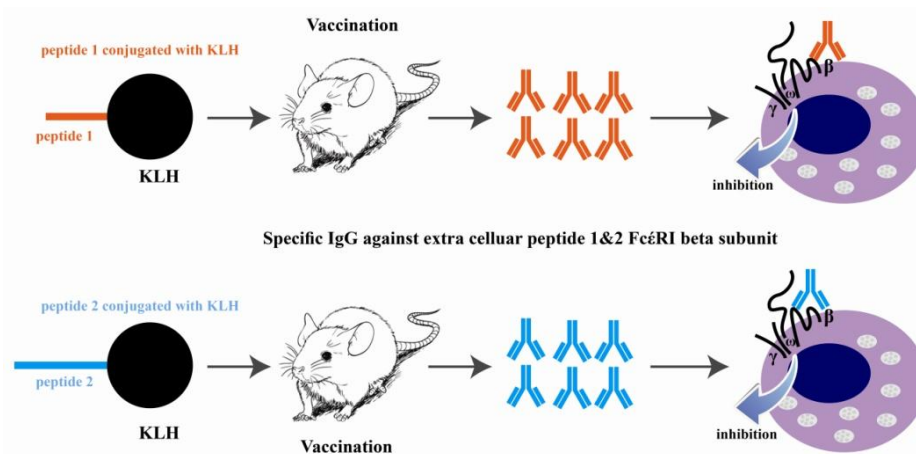 Vaccination
peptide 1 conjugated with KLH
peptide 1
KLH
γ
ω
β
inhibition
Specific IgG against extra celluar peptide 1&2 FcέRI beta subunit
peptide 2 conjugated with KLH
peptide 2
KLH
Vaccination
γ
ω
β
inhibition